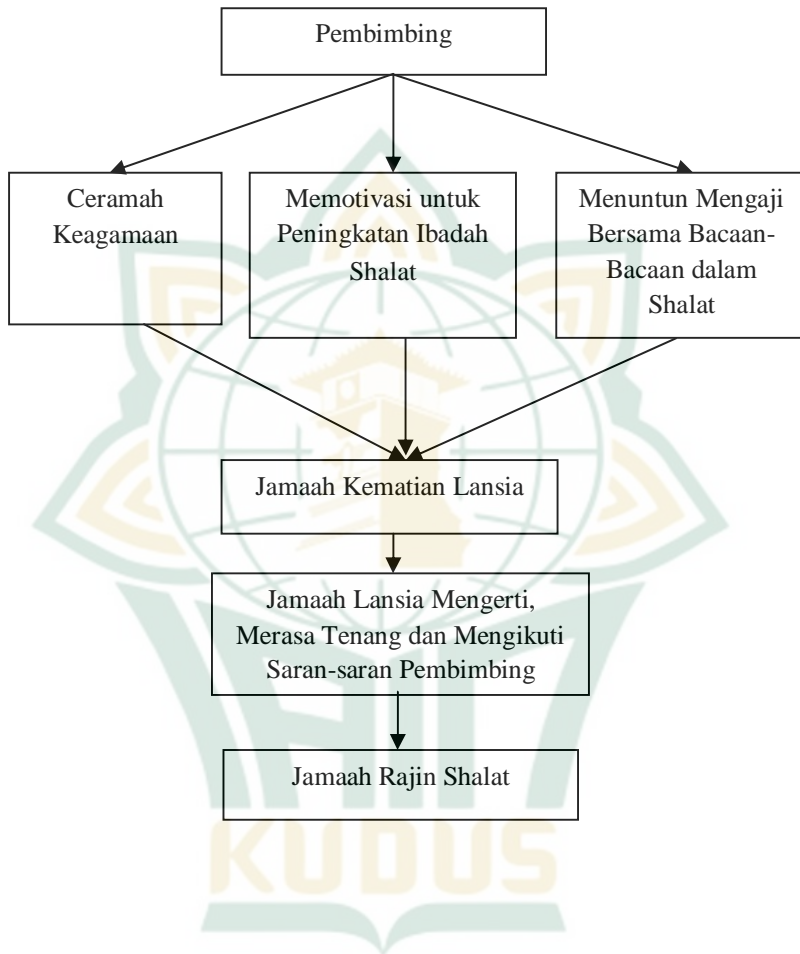 Pembimbing
Ceramah
Keagamaan
Memotivasi untuk
Peningkatan Ibadah
Shalat
Menuntun Mengaji
Bersama Bacaan-
Bacaan dalam
Shalat
Jamaah Kematian Lansia
Jamaah Lansia Mengerti,
Merasa Tenang dan Mengikuti
Saran-saran Pembimbing
Jamaah Rajin Shalat
KUDUS